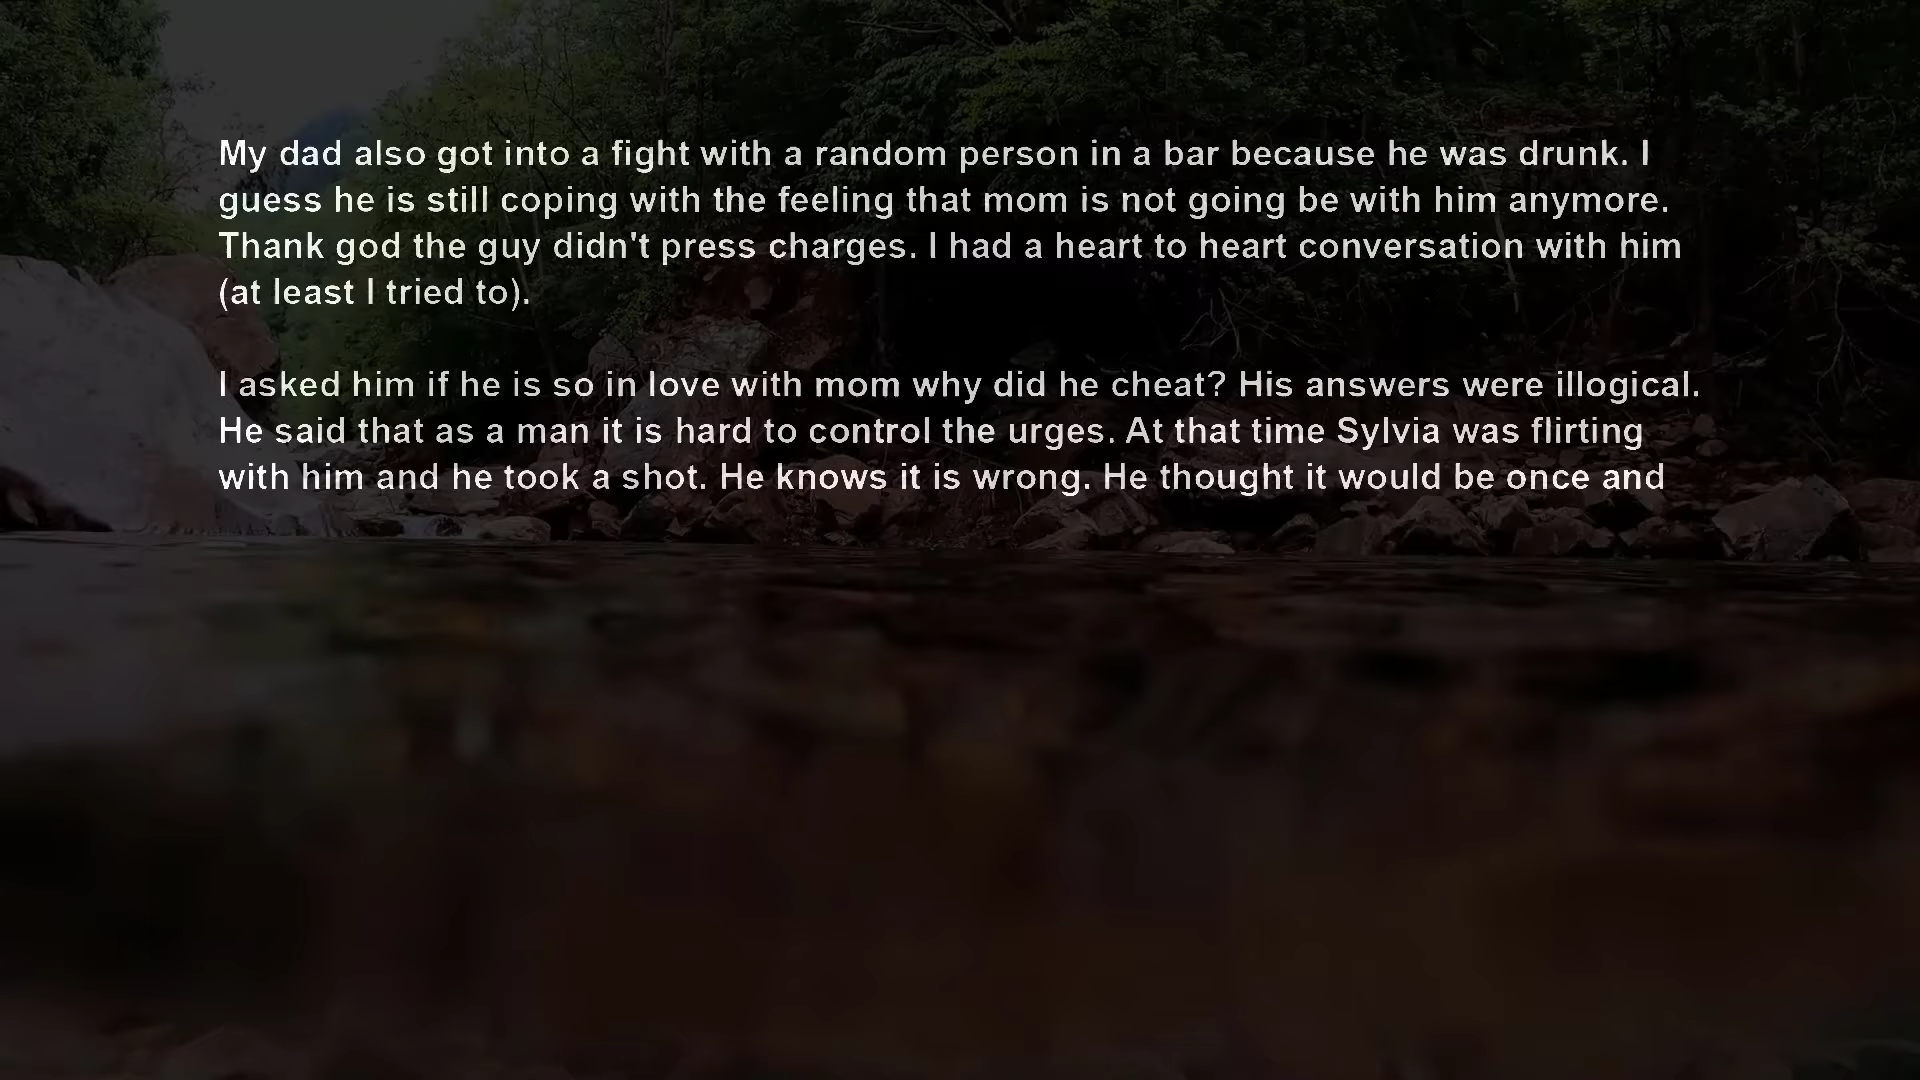 My dad also got into a fight with a random person in a bar because he was drunk. I
guess he is still coping with the feeling that mom is not going be with him anymore.
Thank god the guy didn't press charges. I had a heart to heart conversation with him
(at least I tried to).
I asked him if he is so in love with mom why did he cheat? His answers were illogical.
He said that as a man it is hard to control the urges. At that time Sylvia was flirting
with him and he took a shot. He knows it is wrong. He thought it would be once and